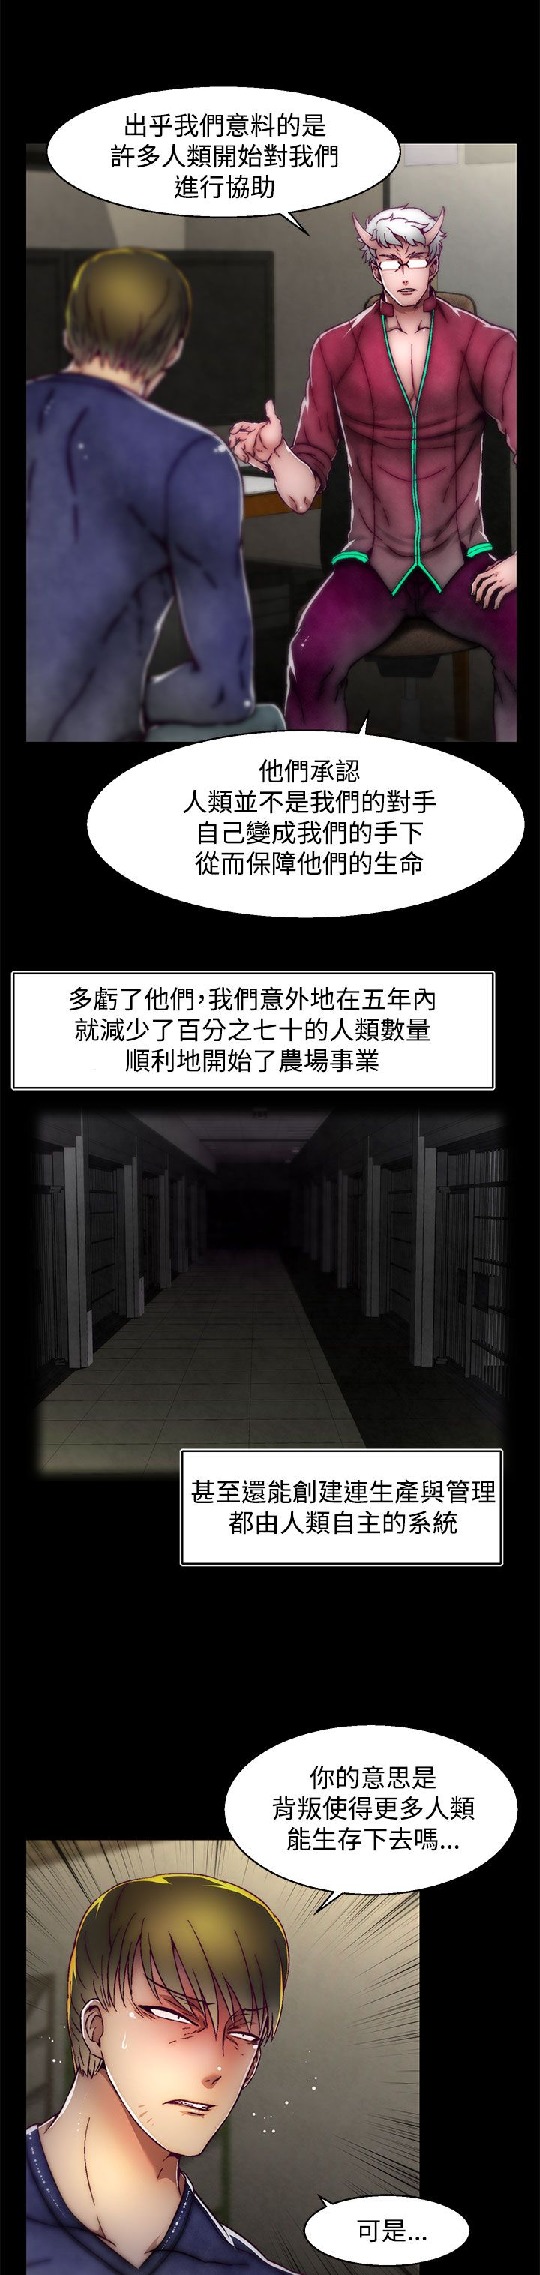 出乎我們意料的是
許多人類開始對我們
進行協助
他們承認
人類並不是我們的對手
自己變成我們的手下
從而保障他們的生命
多虧了他們，我們意外地在五年內
就減少了百分之七十的人類數量
順利地開始了農場事業
甚至還能創建連生產與管理
都由人類自主的系統
你的意思是
背叛使得更多人類
能生存下去嗎...
可是...